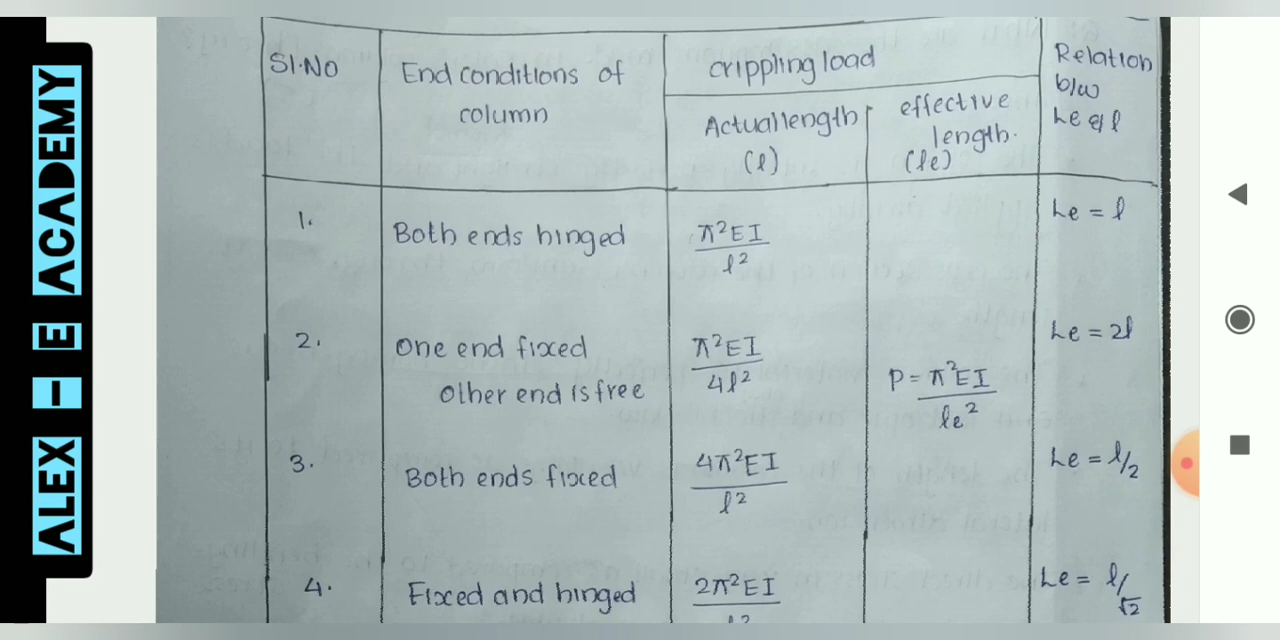 ALEX - E ACADEMY
Sl.No
End conditions of
column
crippling load
Actual length
(l)
effective
length.
(le)
Relation
b/w
Le & l
1.
Both ends hinged
π²EI
l²
Le = l
2.
One end fixed
Other end is free
π²EI
4l²
P = π²EI
le²
Le = 2l
3.
Both ends fixed
4π²EI
l²
Le = l/2
4.
Fixed and hinged
2π²EI
l²
Le = l/√2